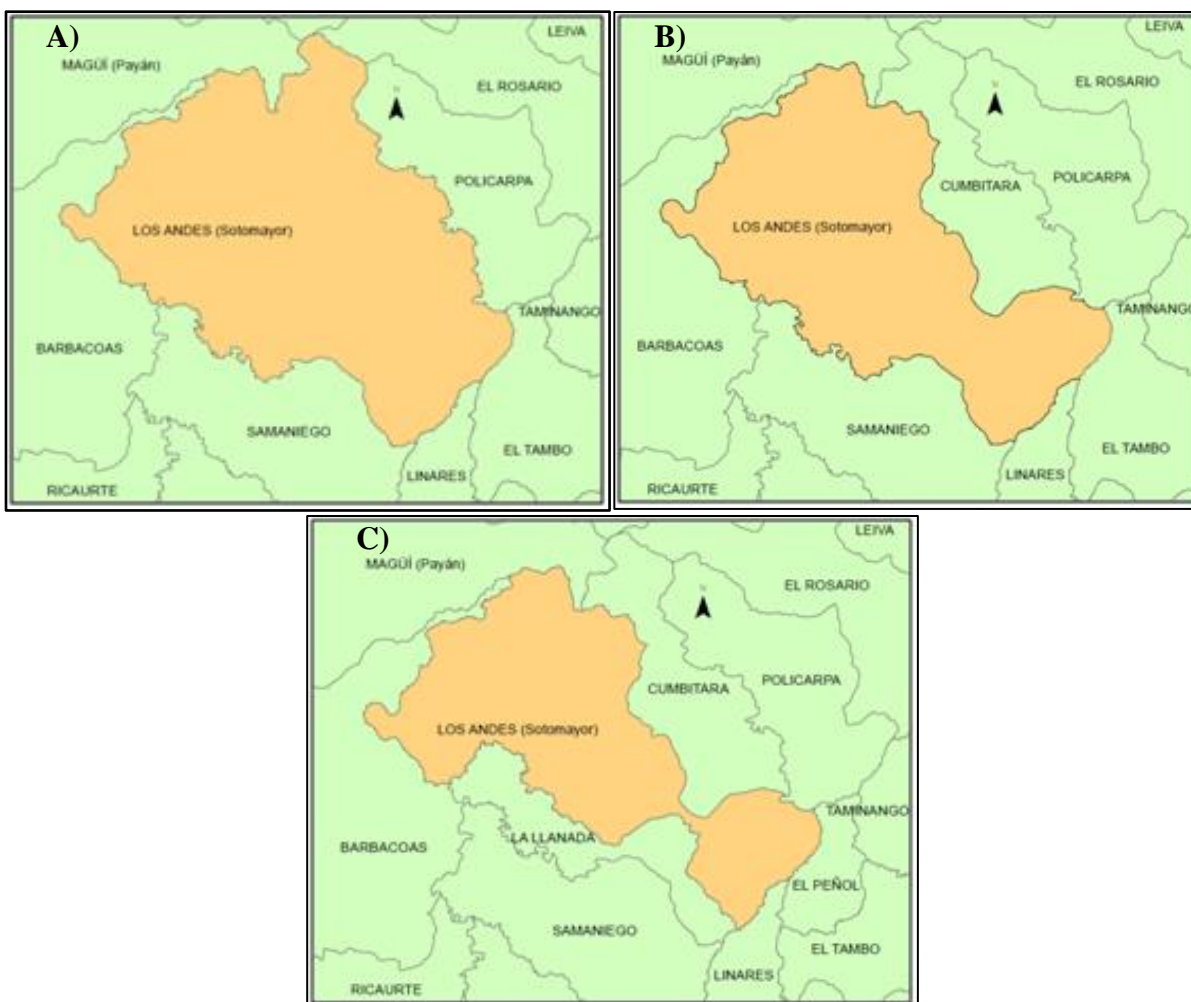 A)
LEIVA
MAGÜÍ (Payán)
EL ROSARIO
N
POLICARPA
LOS ANDES (Sotomayor)
TAMINANGO
BARBACOAS
SAMANIEGO
EL TAMBO
LINARES
RICAURTE
B)
LEIVA
MAGÜÍ (Payán)
EL ROSARIO
N
CUMBITARA
POLICARPA
LOS ANDES (Sotomayor)
TAMINANGO
BARBACOAS
SAMANIEGO
EL TAMBO
LINARES
RICAURTE
C)
LEIVA
MAGÜÍ (Payán)
EL ROSARIO
N
POLICARPA
CUMBITARA
LOS ANDES (Sotomayor)
TAMINANGO
LA LLANADA
BARBACOAS
EL PEÑOL
SAMANIEGO
EL TAMBO
LINARES
RICAURTE